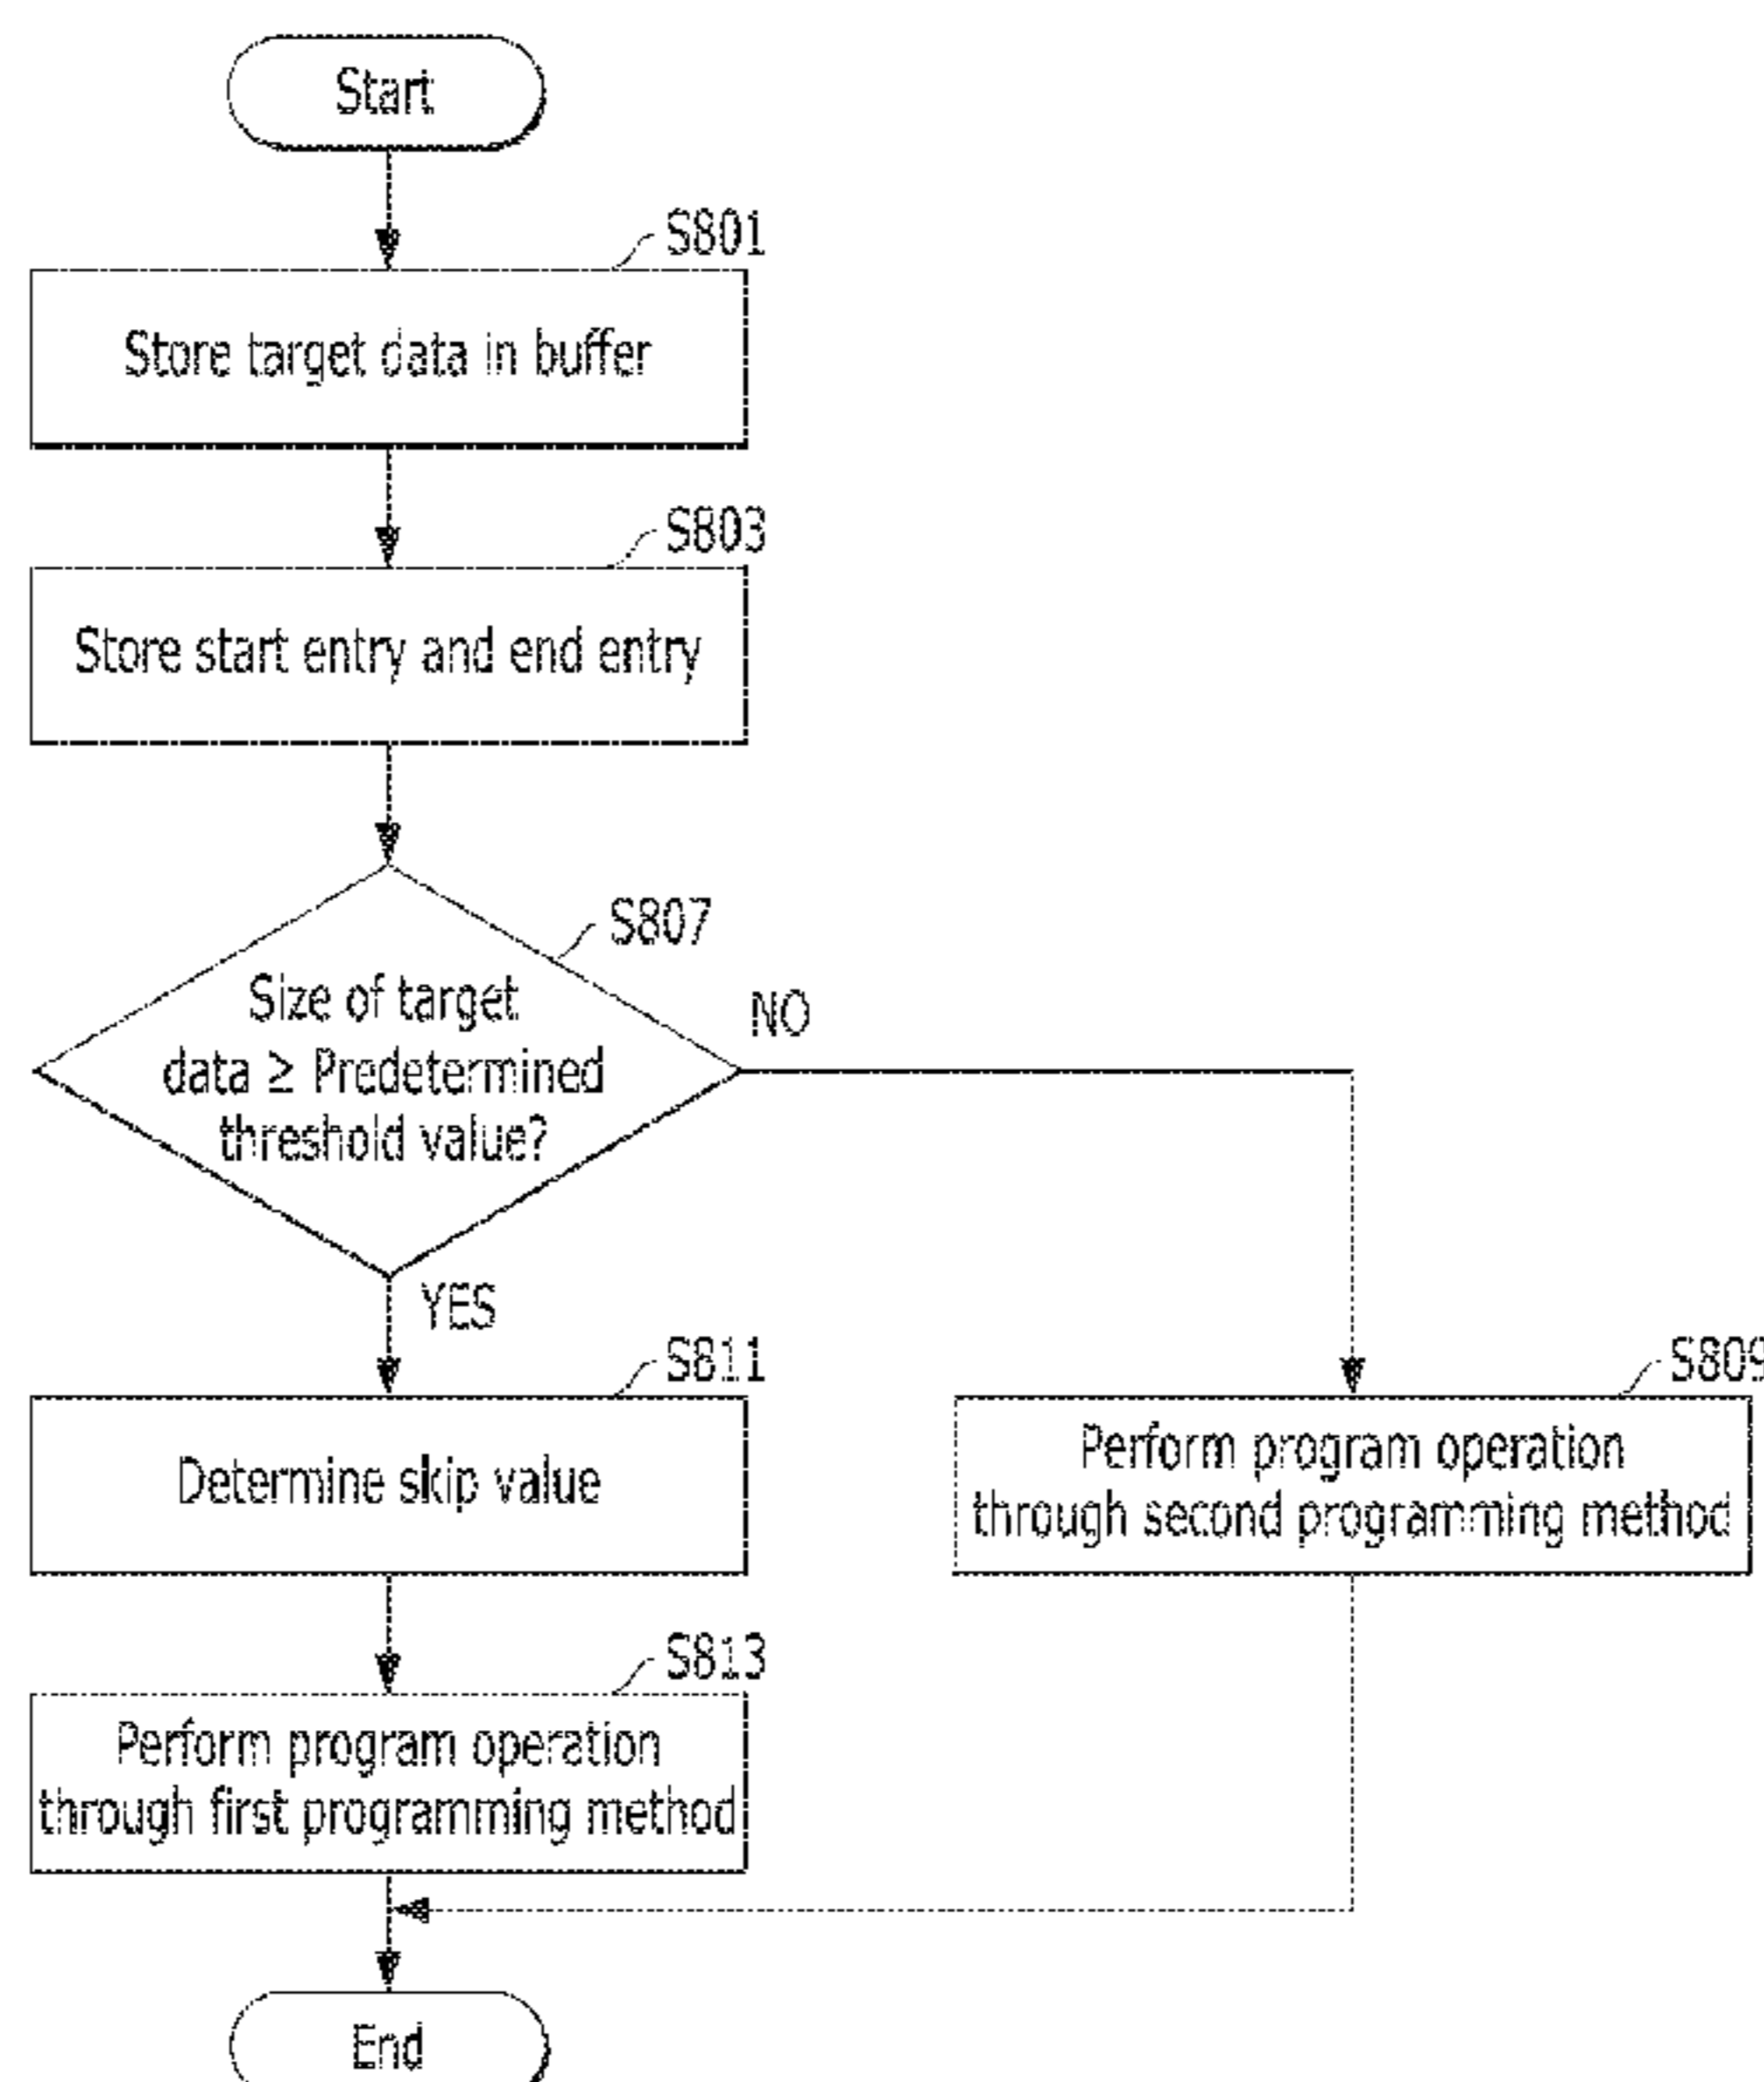 Start
S801
Store target data in buffer
S803
Store start entry and end entry
S807
Size of target
data ≥ Predetermined
threshold value?
NO
YES
S811
Determine skip value
S809
Perform program operation
through second programming method
S813
Perform program operation
through first programming method
End